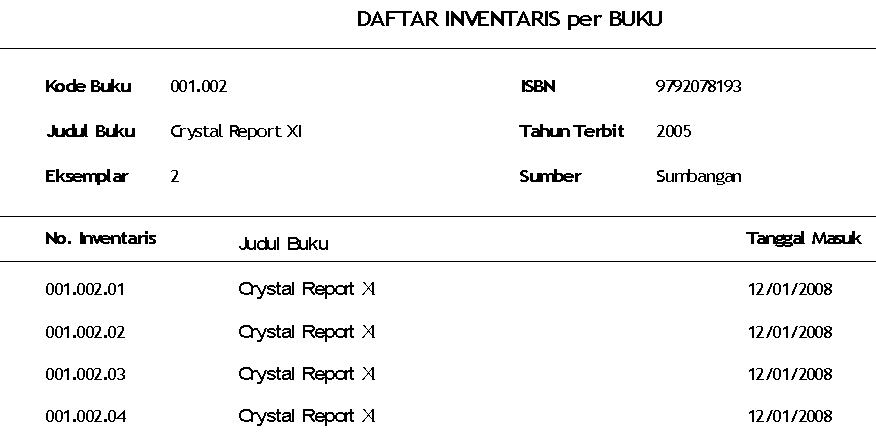 DAFTAR INVENTARIS per BUKU
Kode Buku 001.002 ISBN 9792078193
Judul Buku Crystal Report XI Tahun Terbit 2005
Eksemplar 2 Sumber Sumbangan
No. Inventaris Judul Buku Tanggal Masuk
001.002.01 Crystal Report XI 12/01/2008
001.002.02 Crystal Report XI 12/01/2008
001.002.03 Crystal Report XI 12/01/2008
001.002.04 Crystal Report XI 12/01/2008